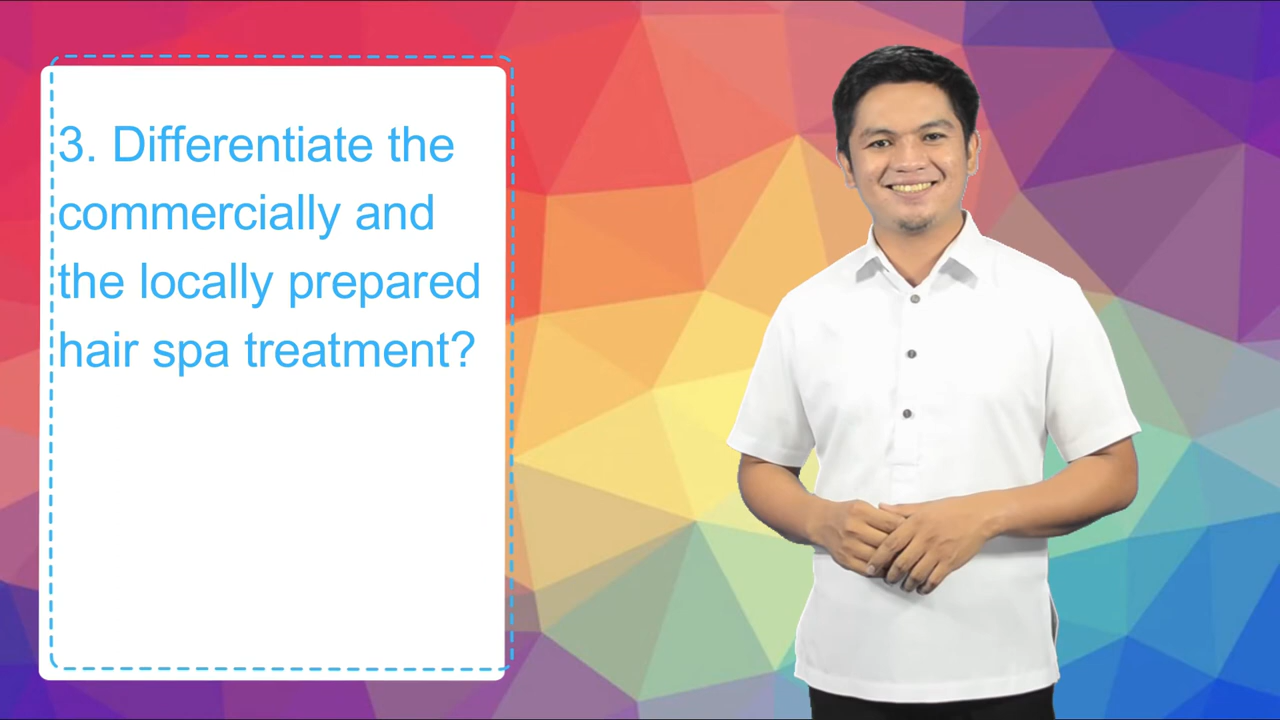 3. Differentiate the
commercially and
the locally prepared
hair spa treatment?